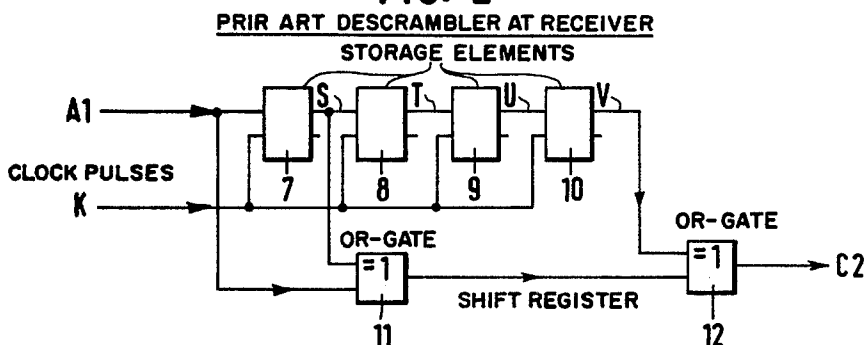 PRIR ART DESCRAMBLER AT RECEIVER
STORAGE ELEMENTS
A1
S
T
U
V
CLOCK PULSES
K
7
8
9
10
OR-GATE
=1
11
SHIFT REGISTER
OR-GATE
=1
C2
12